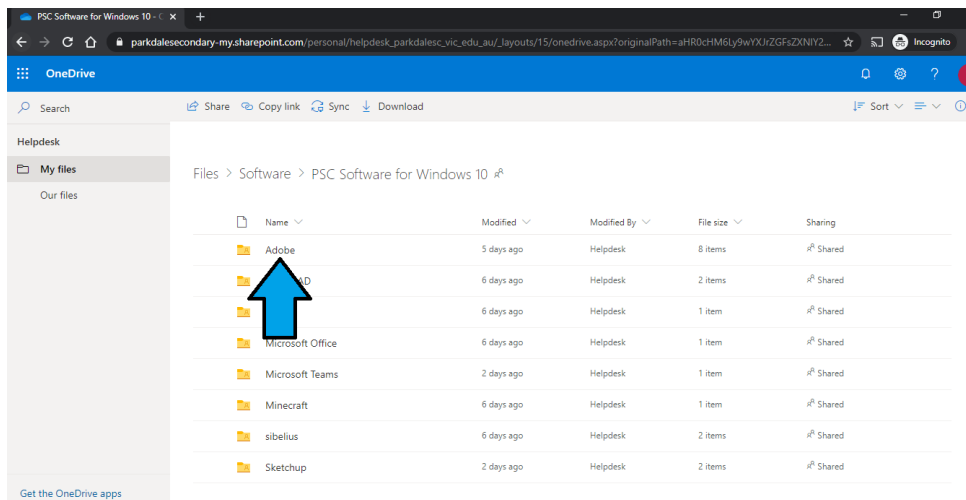 PSC Software for Windows 10 - O
parkdalesecondary-my.sharepoint.com/personal/helpdesk_parkdalesc_vic_edu_au/_layouts/15/onedrive.aspx?originalPath=aHR0cHM6Ly9wYXJrZGFsZXNlY2...
Incognito
OneDrive
?
Search
Share Copy link Sync Download Sort
Helpdesk
My files
Our files
Files > Software > PSC Software for Windows 10
Name Modified Modified By File size Sharing
Adobe 5 days ago Helpdesk 8 items Shared
AD 6 days ago Helpdesk 2 items Shared
6 days ago Helpdesk 1 item Shared
Microsoft Office 6 days ago Helpdesk 1 item Shared
Microsoft Teams 2 days ago Helpdesk 1 item Shared
Minecraft 6 days ago Helpdesk 1 item Shared
sibelius 6 days ago Helpdesk 2 items Shared
Sketchup 2 days ago Helpdesk 2 items Shared
Get the OneDrive apps